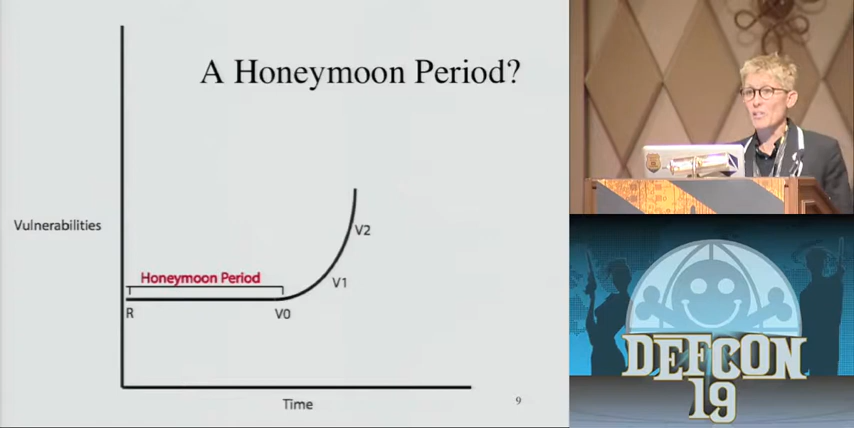 A Honeymoon Period?
Vulnerabilities
Honeymoon Period
R
V0
V1
V2
Time
9
DEFCON
19